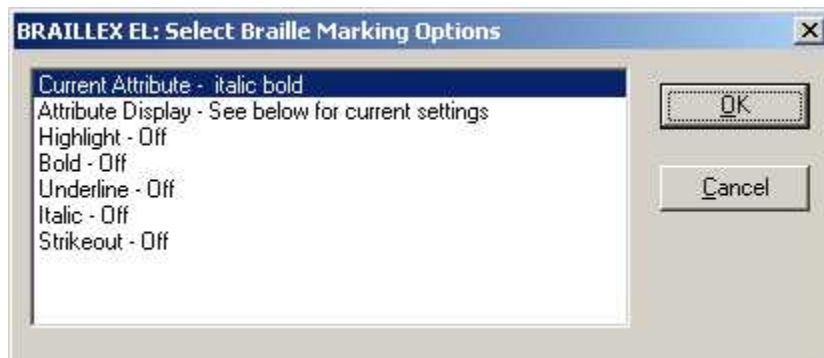 BRAILLEX EL: Select Braille Marking Options
Current Attribute - italic bold
Attribute Display - See below for current settings
Highlight - Off
Bold - Off
Underline - Off
Italic - Off
Strikeout - Off
OK
Cancel